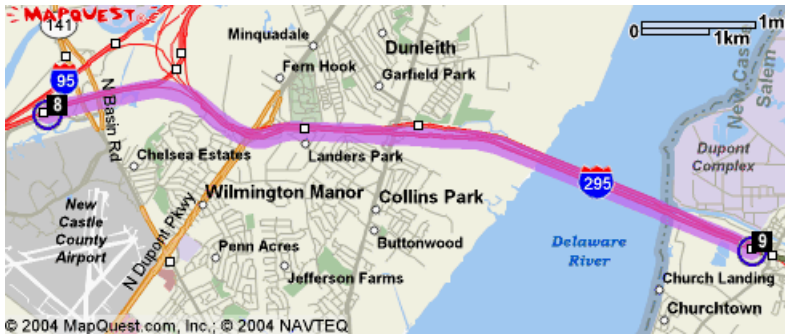 MAPQUEST
141
95
8
N Basin Rd
Minquadale
Fern Hook
Dunleith
Garfield Park
0
1m
1km
New Castle
Salem
Dupont
Complex
Chelsea Estates
Landers Park
295
New
Castle
County
Airport
Wilmington Manor
Collins Park
N Dupont Pkwy
Penn Acres
Buttonwood
Jefferson Farms
Delaware
River
9
Church Landing
Churchtown
© 2004 MapQuest.com, Inc.; © 2004 NAVTEQ